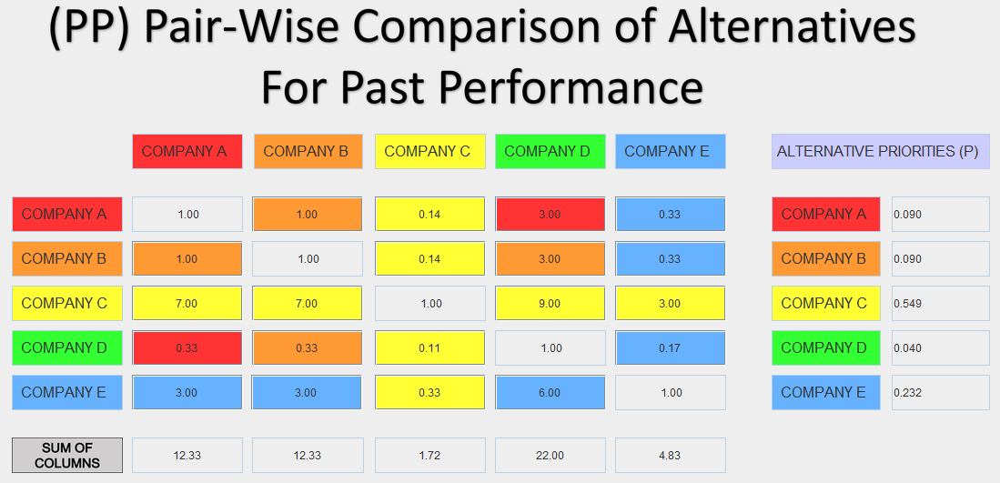 (PP) Pair-Wise Comparison of Alternatives
For Past Performance
COMPANY A COMPANY B COMPANY C COMPANY D COMPANY E ALTERNATIVE PRIORITIES (P)
COMPANY A 1.00 1.00 0.14 3.00 0.33 COMPANY A 0.090
COMPANY B 1.00 1.00 0.14 3.00 0.33 COMPANY B 0.090
COMPANY C 7.00 7.00 1.00 9.00 3.00 COMPANY C 0.549
COMPANY D 0.33 0.33 0.11 1.00 0.17 COMPANY D 0.040
COMPANY E 3.00 3.00 0.33 6.00 1.00 COMPANY E 0.232
SUM OF
COLUMNS 12.33 12.33 1.72 22.00 4.83